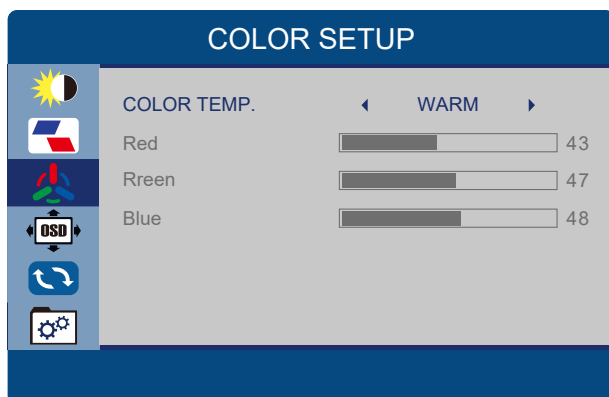 COLOR SETUP
COLOR TEMP. WARM
Red 43
Rreen 47
Blue 48
OSD